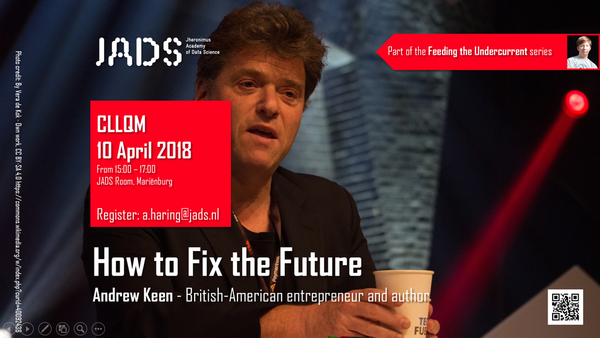 JADS
Jheronimus
Academy
of Data Science
Part of the Feeding the Undercurrent series
CLLQM
10 April 2018
From 15:00 – 17:00
JADS Room, Mariënburg
Register: a.haring@jads.nl
How to Fix the Future
Andrew Keen - British-American entrepreneur and author
Photo credit: By Vera de Kok - Own work, CC BY-SA 4.0 https://commons.wikimedia.org/w/index.php?curid=